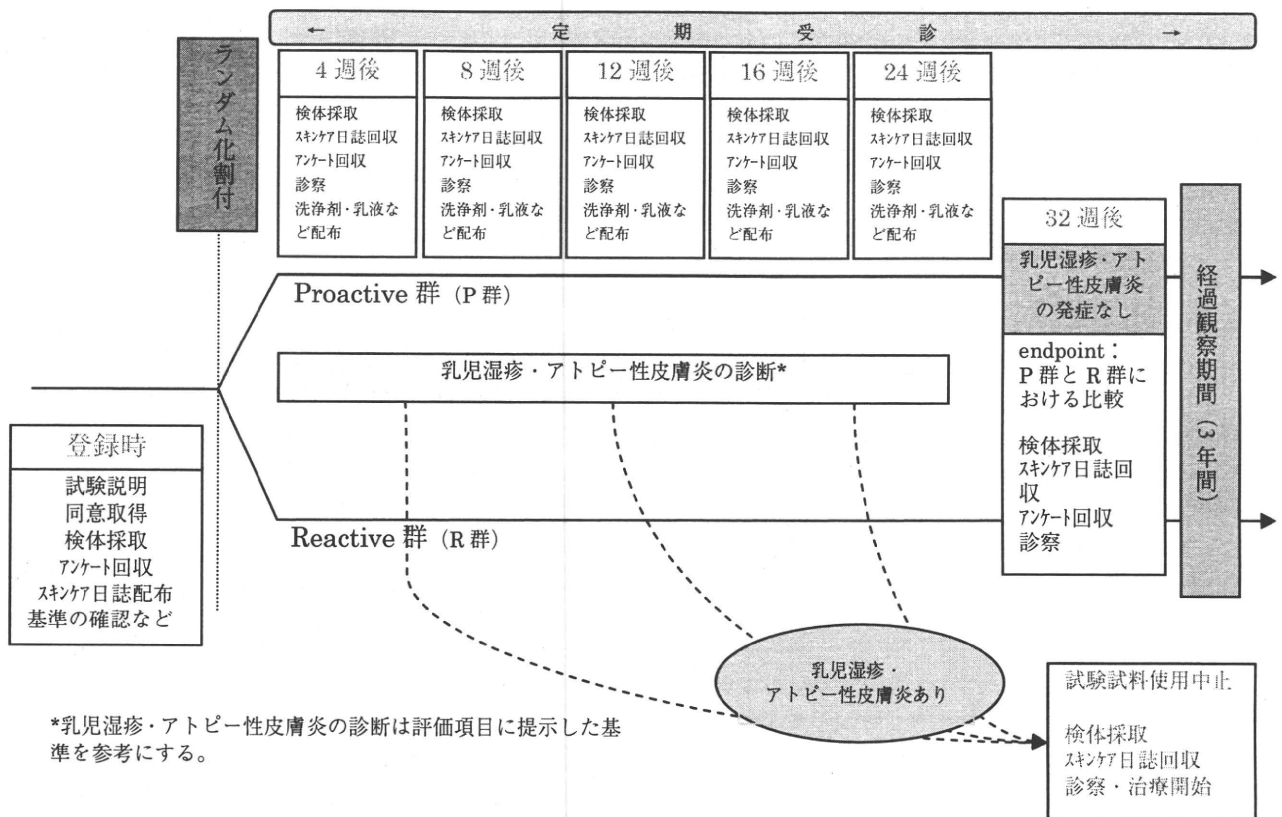 ← 定期受診 →
ランダム化割付
4 週後
検体採取
ｽｷﾝｹｱ日誌回収
ｱﾝｹｰﾄ回収
診察
洗浄剤・乳液な
ど配布
8 週後
検体採取
ｽｷﾝｹｱ日誌回収
ｱﾝｹｰﾄ回収
診察
洗浄剤・乳液な
ど配布
12 週後
検体採取
ｽｷﾝｹｱ日誌回収
ｱﾝｹｰﾄ回収
診察
洗浄剤・乳液な
ど配布
16 週後
検体採取
ｽｷﾝｹｱ日誌回収
ｱﾝｹｰﾄ回収
診察
洗浄剤・乳液な
ど配布
24 週後
検体採取
ｽｷﾝｹｱ日誌回収
ｱﾝｹｰﾄ回収
診察
洗浄剤・乳液な
ど配布
32 週後
乳児湿疹・アト
ピー性皮膚炎
の発症なし
endpoint：
P 群と R 群に
おける比較
検体採取
ｽｷﾝｹｱ日誌回
収
ｱﾝｹｰﾄ回収
診察
経過観察期間（3 年間）
Proactive 群（P 群）
乳児湿疹・アトピー性皮膚炎の診断*
Reactive 群（R 群）
登録時
試験説明
同意取得
検体採取
ｱﾝｹｰﾄ回収
ｽｷﾝｹｱ日誌配布
基準の確認など
乳児湿疹・
アトピー性皮膚炎あり
試験試料使用中止
検体採取
ｽｷﾝｹｱ日誌回収
診察・治療開始
*乳児湿疹・アトピー性皮膚炎の診断は評価項目に提示した基
準を参考にする。